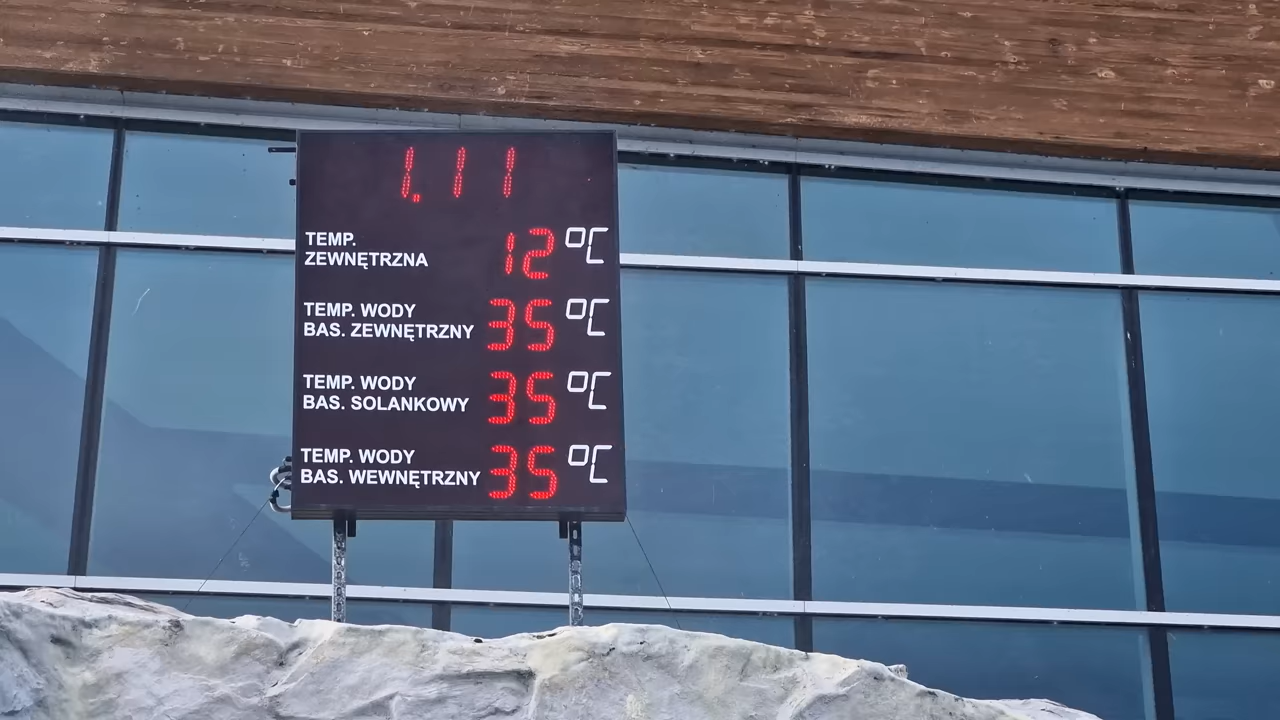 1.11
TEMP.
ZEWNĘTRZNA 12 °C
TEMP. WODY
BAS. ZEWNĘTRZNY 35 °C
TEMP. WODY
BAS. SOLANKOWY 35 °C
TEMP. WODY
BAS. WEWNĘTRZNY 35 °C